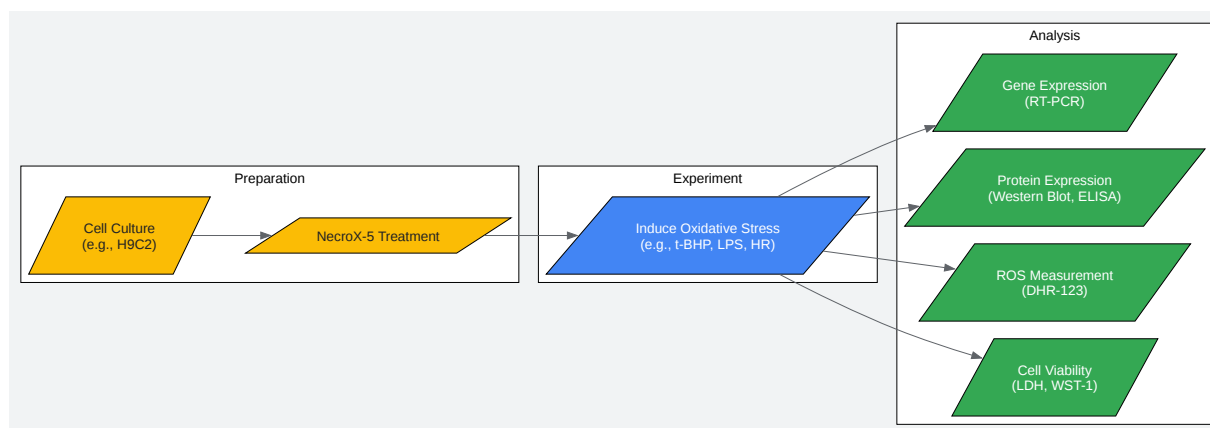 Preparation
Cell Culture
(e.g., H9C2)
NecroX-5 Treatment
Experiment
Induce Oxidative Stress
(e.g., t-BHP, LPS, HR)
Analysis
Gene Expression
(RT-PCR)
Protein Expression
(Western Blot, ELISA)
ROS Measurement
(DHR-123)
Cell Viability
(LDH, WST-1)